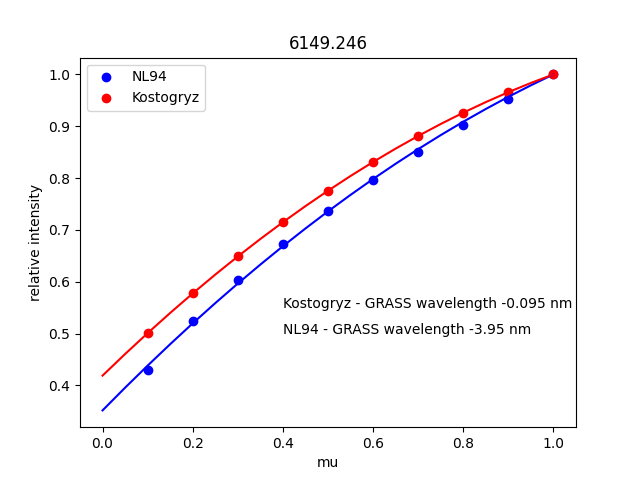 6149.246
NL94
Kostogryz
1.0
0.9
0.8
0.7
0.6
0.5
0.4
relative intensity
Kostogryz - GRASS wavelength -0.095 nm
NL94 - GRASS wavelength -3.95 nm
0.0 0.2 0.4 0.6 0.8 1.0
mu